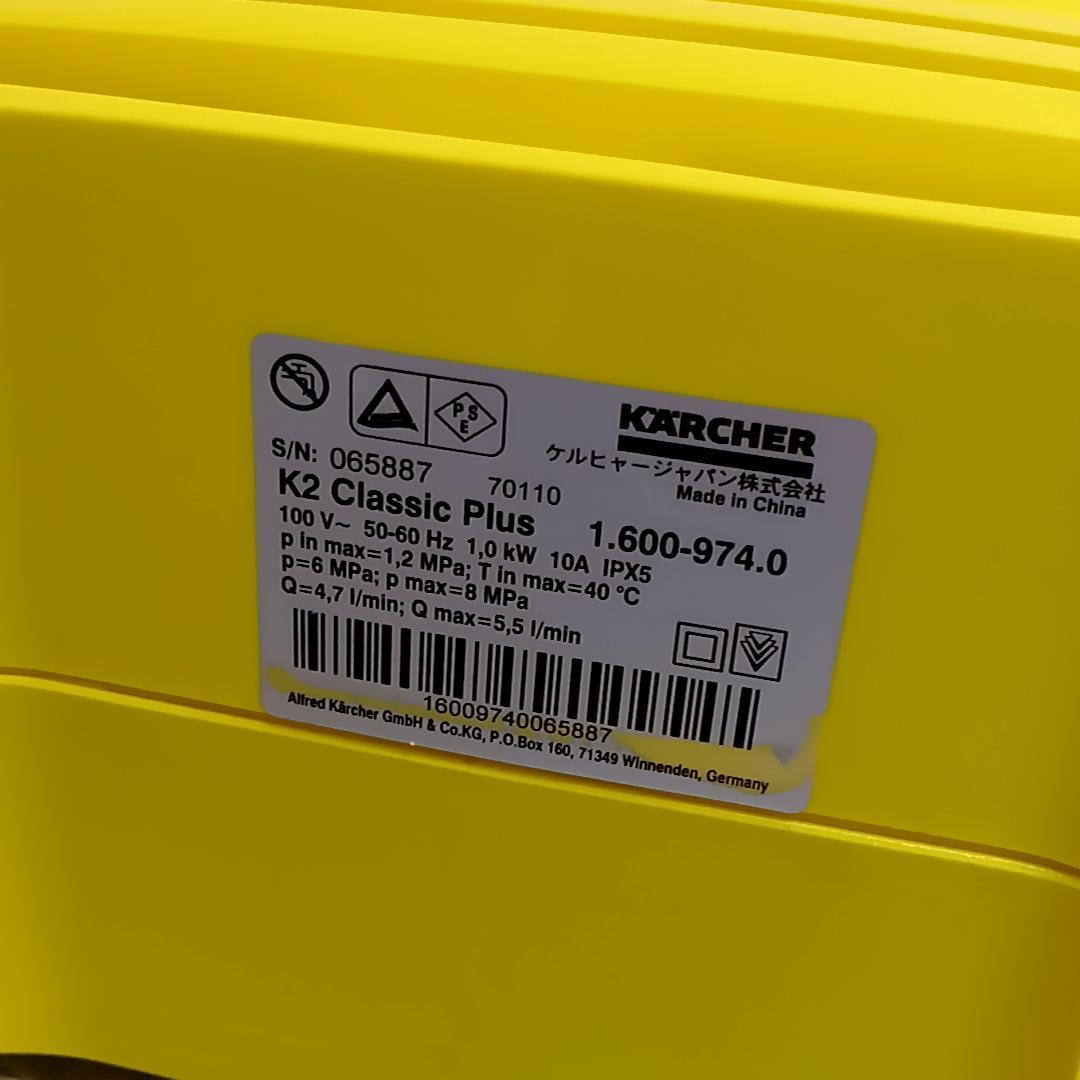 P S E
KÄRCHER
ケルヒャージャパン株式会社
Made in China
S/N: 065887 70110
K2 Classic Plus 1.600-974.0
100 V~ 50-60 Hz 1,0 kW 10A IPX5
p in max=1,2 MPa; T in max=40 °C
p=6 MPa; p max=8 MPa
Q=4,7 l/min; Q max=5,5 l/min
16009740065887
Alfred Kärcher GmbH & Co.KG, P.O.Box 160, 71349 Winnenden, Germany